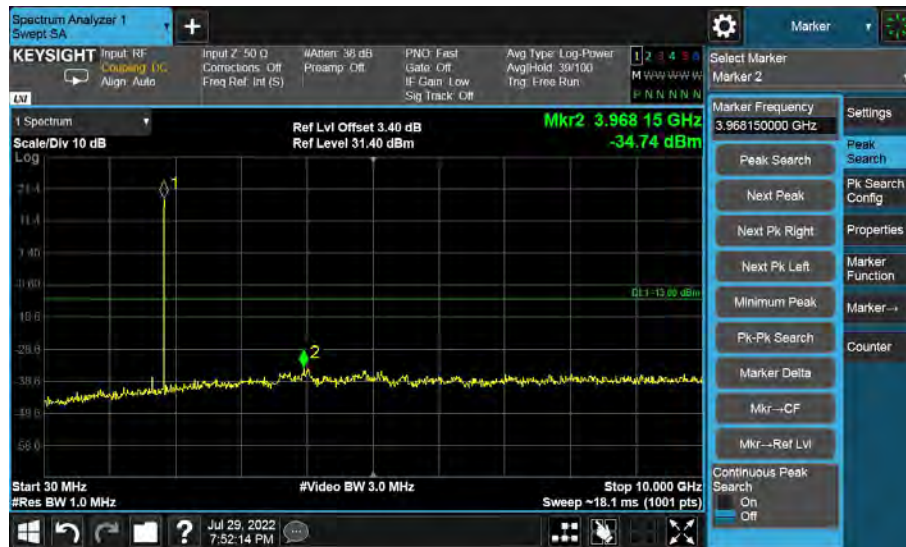 Spectrum Analyzer 1
Swept SA
Marker
KEYSIGHT
Input: RF
Coupling: DC
Align: Auto
Input Z: 50 Ω
Corrections: Off
Freq Ref: Int (S)
#Atten: 38 dB
Preamp: Off
PNO: Fast
Gate: Off
IF Gain: Low
Sig Track: Off
Avg Type: Log-Power
Avg|Hold: 39/100
Trig: Free Run
1 2 3 4 5 6
M W W W W W
P N N N N N
LXI
1 Spectrum
Scale/Div 10 dB
Log
Ref Lvl Offset 3.40 dB
Ref Level 31.40 dBm
Mkr2 3.968 15 GHz
-34.74 dBm
21.4
11.4
1.40
-8.60
-18.6
-28.6
-38.6
-48.6
-58.6
1
2
DL1 -13.00 dBm
Start 30 MHz
#Res BW 1.0 MHz
#Video BW 3.0 MHz
Stop 10.000 GHz
Sweep ~18.1 ms (1001 pts)
Jul 29, 2022
7:52:14 PM
Select Marker
Marker 2
Marker Frequency
3.968150000 GHz
Peak Search
Next Peak
Next Pk Right
Next Pk Left
Minimum Peak
Pk-Pk Search
Marker Delta
Mkr→CF
Mkr→Ref Lvl
Continuous Peak
Search
On
Off
Settings
Peak
Search
Pk Search
Config
Properties
Marker
Function
Marker→
Counter